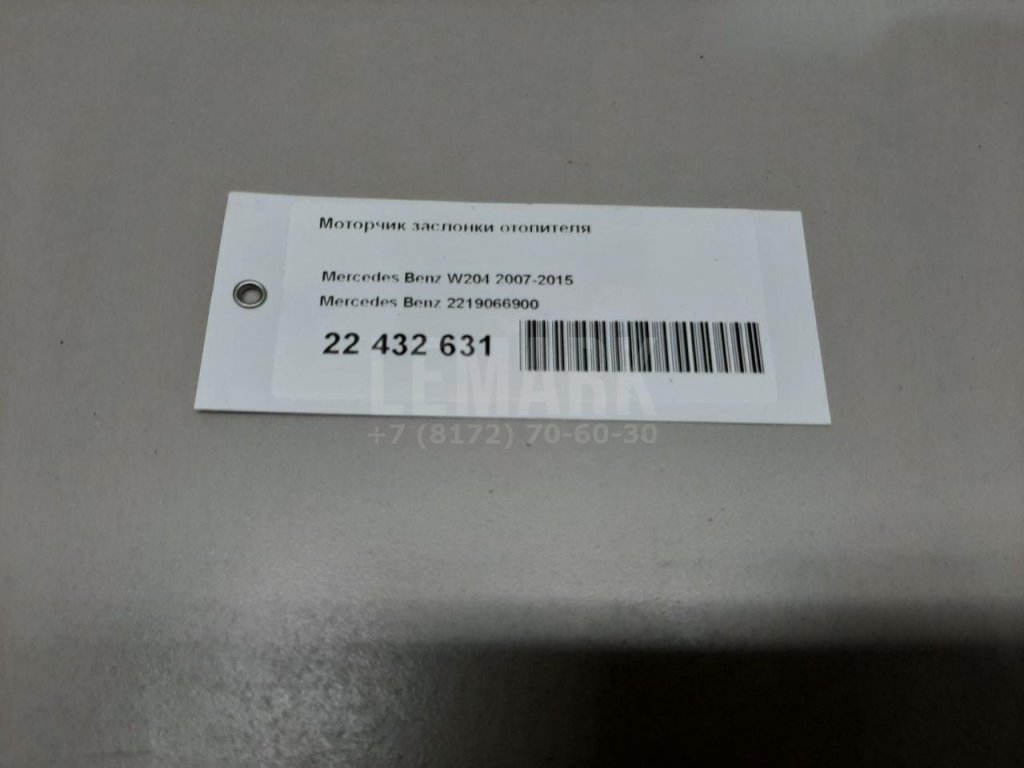 Моторчик заслонки отопителя
Mercedes Benz W204 2007-2015
Mercedes Benz 2219066900
22 432 631
LEMARK
+7 (8172) 70-60-30